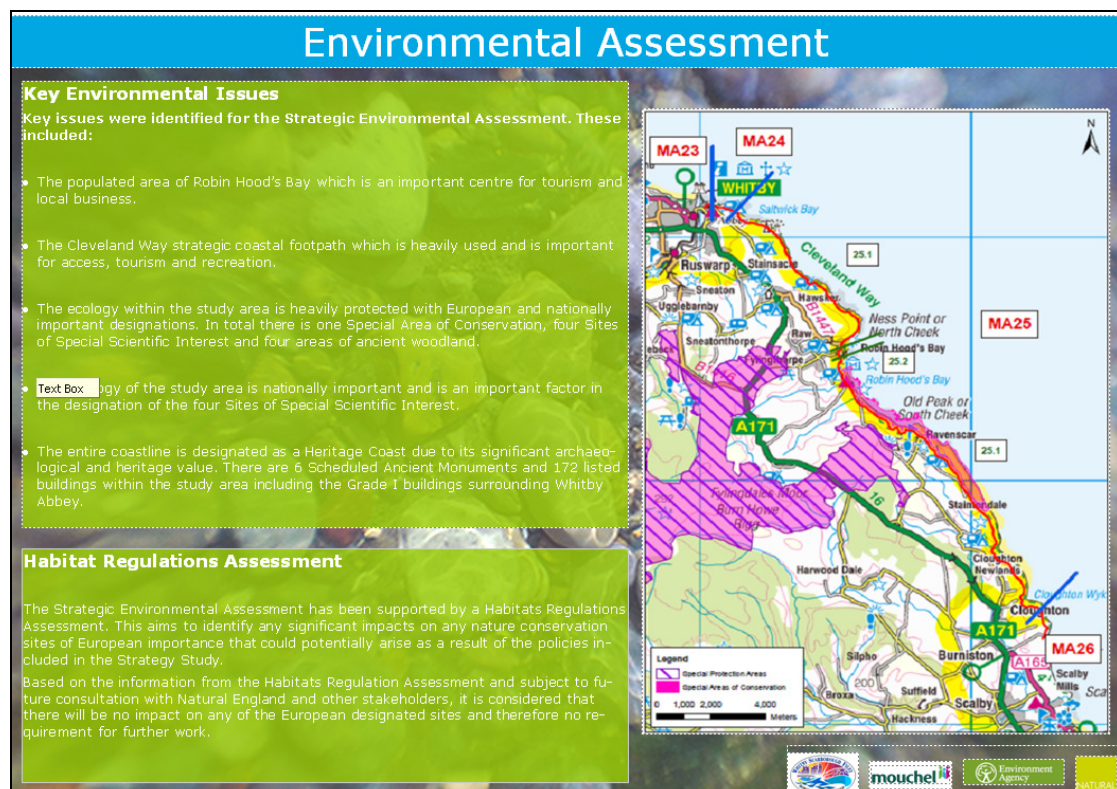 Environmental Assessment
Key Environmental Issues
Key issues were identified for the Strategic Environmental Assessment. These
included:
The populated area of Robin Hood's Bay which is an important centre for tourism and
local business.
The Cleveland Way strategic coastal footpath which is heavily used and is important
for access, tourism and recreation.
The ecology within the study area is heavily protected with European and nationally
important designations. In total there is one Special Area of Conservation, four Sites
of Special Scientific Interest and four areas of ancient woodland.
Text Box
ogy of the study area is nationally important and is an important factor in
the designation of the four Sites of Special Scientific Interest.
The entire coastline is designated as a Heritage Coast due to its significant archaeo-
logical and heritage value. There are 6 Scheduled Ancient Monuments and 172 listed
buildings within the study area including the Grade I buildings surrounding Whitby
Abbey.
Habitat Regulations Assessment
The Strategic Environmental Assessment has been supported by a Habitats Regulations
Assessment. This aims to identify any significant impacts on any nature conservation
sites of European importance that could potentially arise as a result of the policies in-
cluded in the Strategy Study.
Based on the information from the Habitats Regulation Assessment and subject to fu-
ture consultation with Natural England and other stakeholders, it is considered that
there will be no impact on any of the European designated sites and therefore no re-
quirement for further work.
N
MA23
MA24
WHITBY
Saltwick Bay
Cleveland Way
25.1
Ruswarp
Stainsacre
Sneaton
Hawsker
Ugglebarnby
B1447
Ness Point or
North Cheek
MA25
Sneatonthorpe
Raw
Robin Hood's Bay
25.2
Fylingthorpe
B1416
Robin Hood's Bay
Old Peak or
South Cheek
A171
Ravenscar
25.1
Fylingdales Moor
Burn Howe
Rigg
16
Staintondale
Harwood Dale
Cloughton
Newlands
Cloughton Wyk
Cloughton
A171
MA26
Burniston
A165
Silpho
200
Scalby
Mills
Broxa
Suffield
Scalby
Hackness
Legend
Special Protection Areas
Special Areas of Conservation
0 1,000 2,000 4,000
Meters
mouchel
Environment
Agency
NATURAL